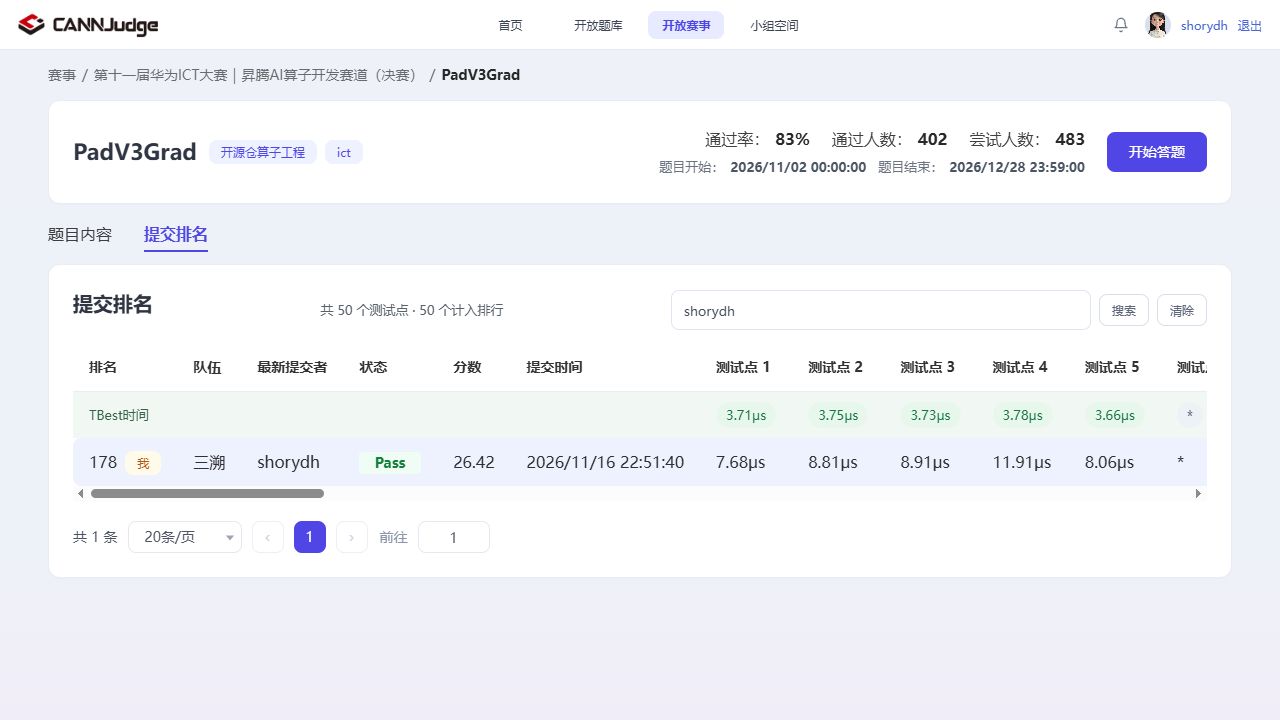 CANNJudge 首页 开放题库 开放赛事 小组空间 shorydh 退出
赛事 / 第十一届华为ICT大赛 | 昇腾AI算子开发赛道（决赛） / PadV3Grad
PadV3Grad 开源仓算子工程 ict
通过率： 83% 通过人数： 402 尝试人数： 483
题目开始： 2026/11/02 00:00:00 题目结束： 2026/12/28 23:59:00
开始答题
题目内容 提交排名
提交排名 共 50 个测试点 · 50 个计入排行 shorydh 搜索 清除
排名 队伍 最新提交者 状态 分数 提交时间 测试点 1 测试点 2 测试点 3 测试点 4 测试点 5 测试
TBest时间 3.71μs 3.75μs 3.73μs 3.78μs 3.66μs *
178 我 三溯 shorydh Pass 26.42 2026/11/16 22:51:40 7.68μs 8.81μs 8.91μs 11.91μs 8.06μs *
共 1 条 20条/页 ‹ 1 › 前往 1